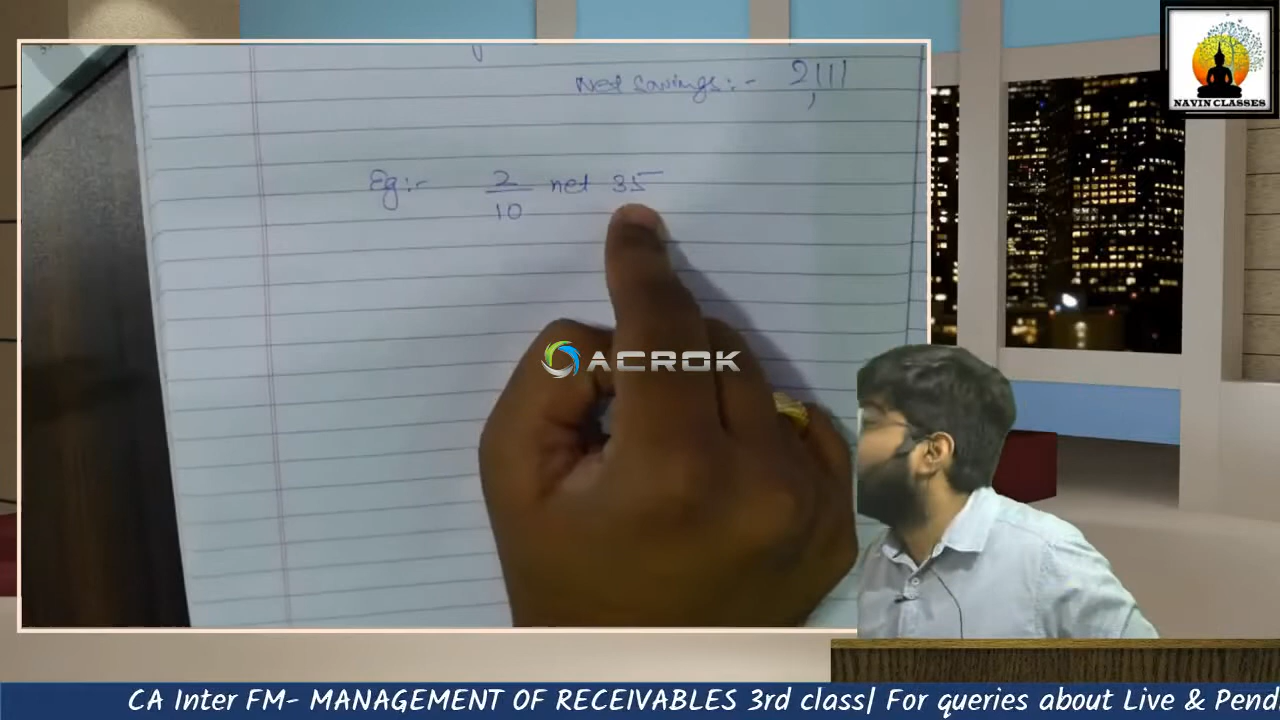 Net Savings:- 2,111
NAVIN CLASSES
Eg:- 2/10 net 35
ACROK
CA Inter FM- MANAGEMENT OF RECEIVABLES 3rd class| For queries about Live & Pend